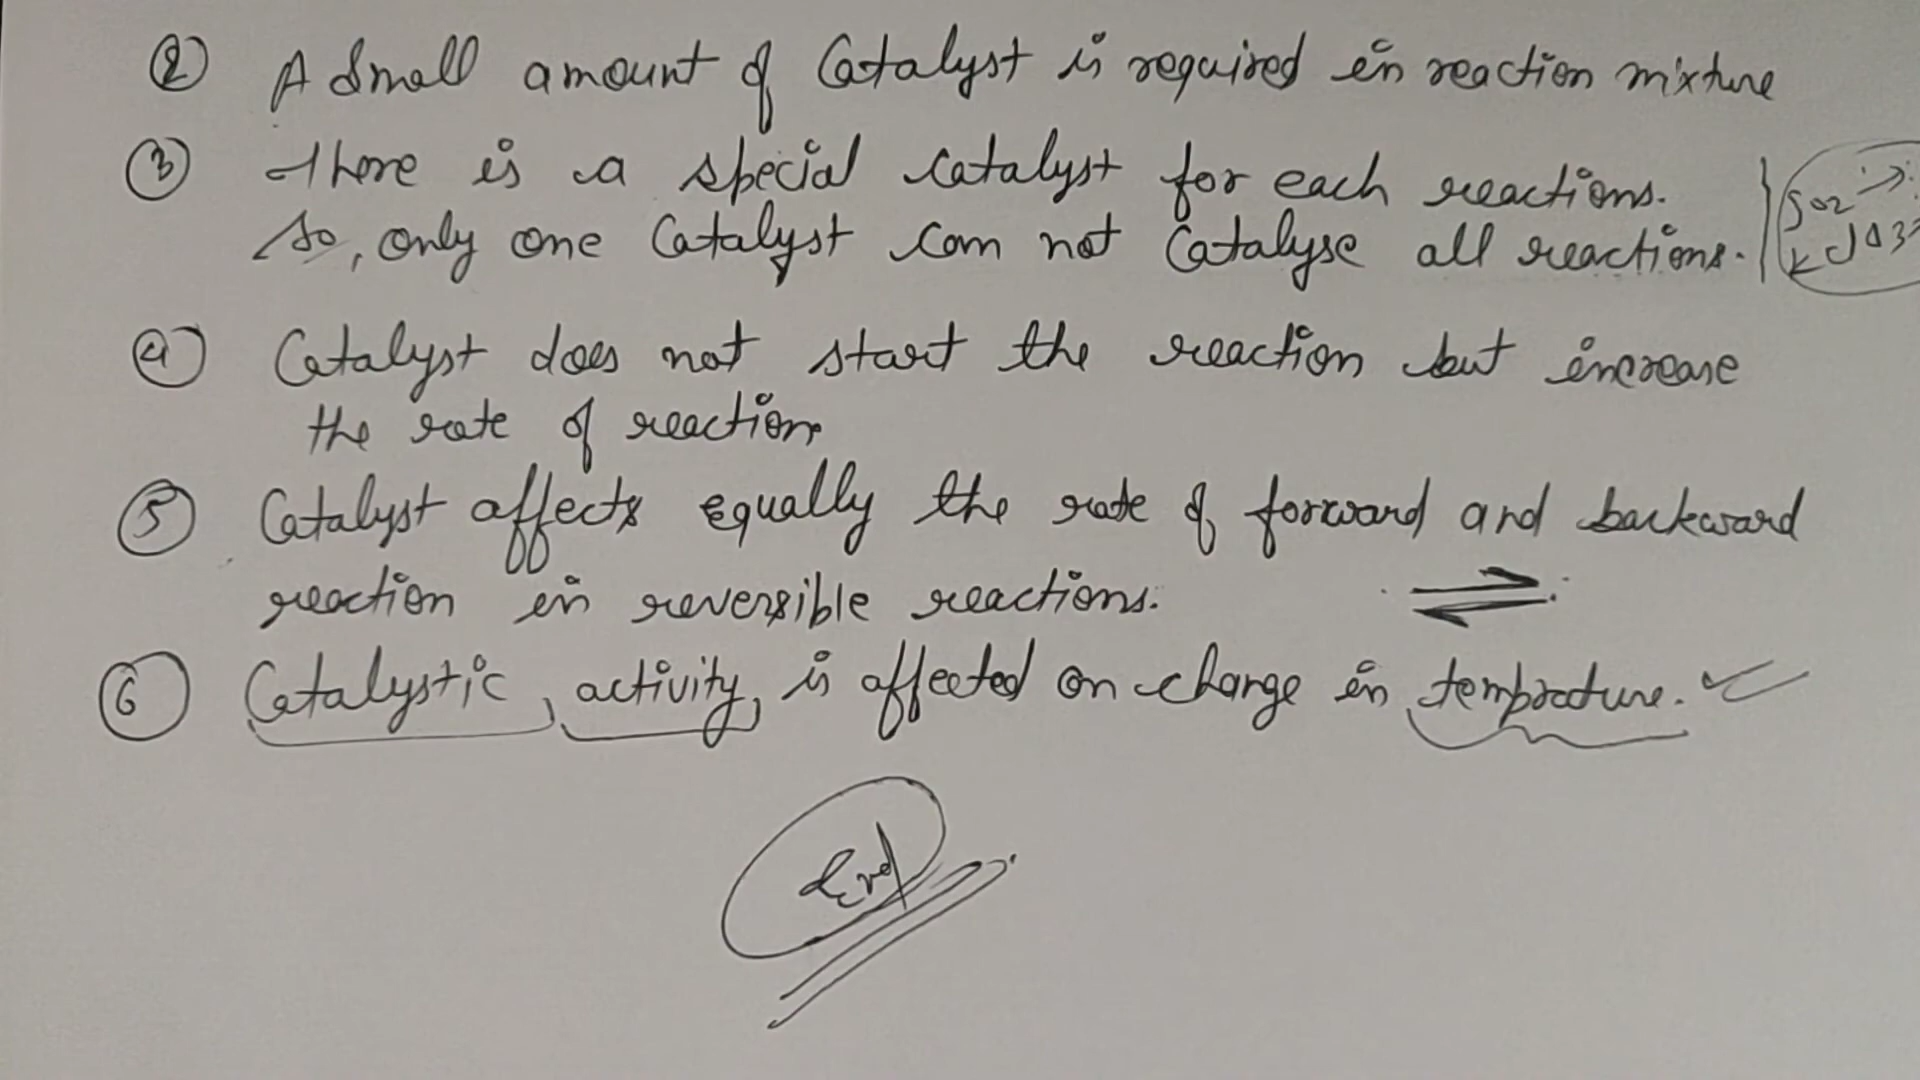 ② A Small amount of Catalyst is required in reaction mixture
③ There is a special catalyst for each reactions.
So, only one Catalyst can not Catalyse all reactions.
④ Catalyst does not start the reaction but increase
the rate of reaction
⑤ Catalyst affects equally the rate of forward and backward
reaction in reversible reactions. ⇌
⑥ Catalystic activity, is affected on change in temprature.
End